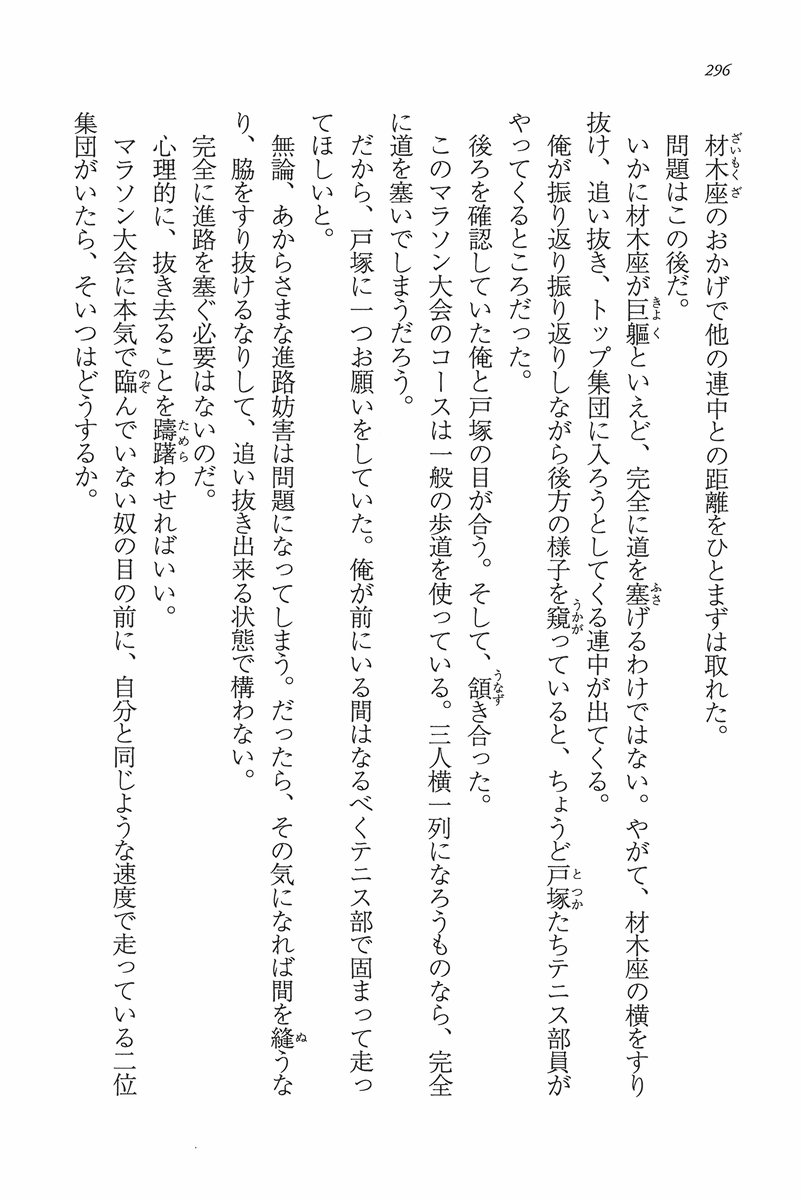 296
材木座のおかげで他の連中との距離をひとまずは取れた。
問題はこの後だ。
いかに材木座が巨軀といえど、完全に道を塞げるわけではない。やがて、材木座の横をすり
抜け、追い抜き、トップ集団に入ろうとしてくる連中が出てくる。
俺が振り返り振り返りしながら後方の様子を窺っていると、ちょうど戸塚たちテニス部員が
やってくるところだった。
後ろを確認していた俺と戸塚の目が合う。そして、頷き合った。
このマラソン大会のコースは一般の歩道を使っている。三人横一列になろうものなら、完全
に道を塞いでしまうだろう。
だから、戸塚に一つお願いをしていた。俺が前にいる間はなるべくテニス部で固まって走っ
てほしいと。
無論、あからさまな進路妨害は問題になってしまう。だったら、その気になれば間を縫うな
り、脇をすり抜けるなりして、追い抜き出来る状態で構わない。
完全に進路を塞ぐ必要はないのだ。
心理的に、抜き去ることを躊躇わせればいい。
マラソン大会に本気で臨んでいない奴の目の前に、自分と同じような速度で走っている二位
集団がいたら、そいつはどうするか。